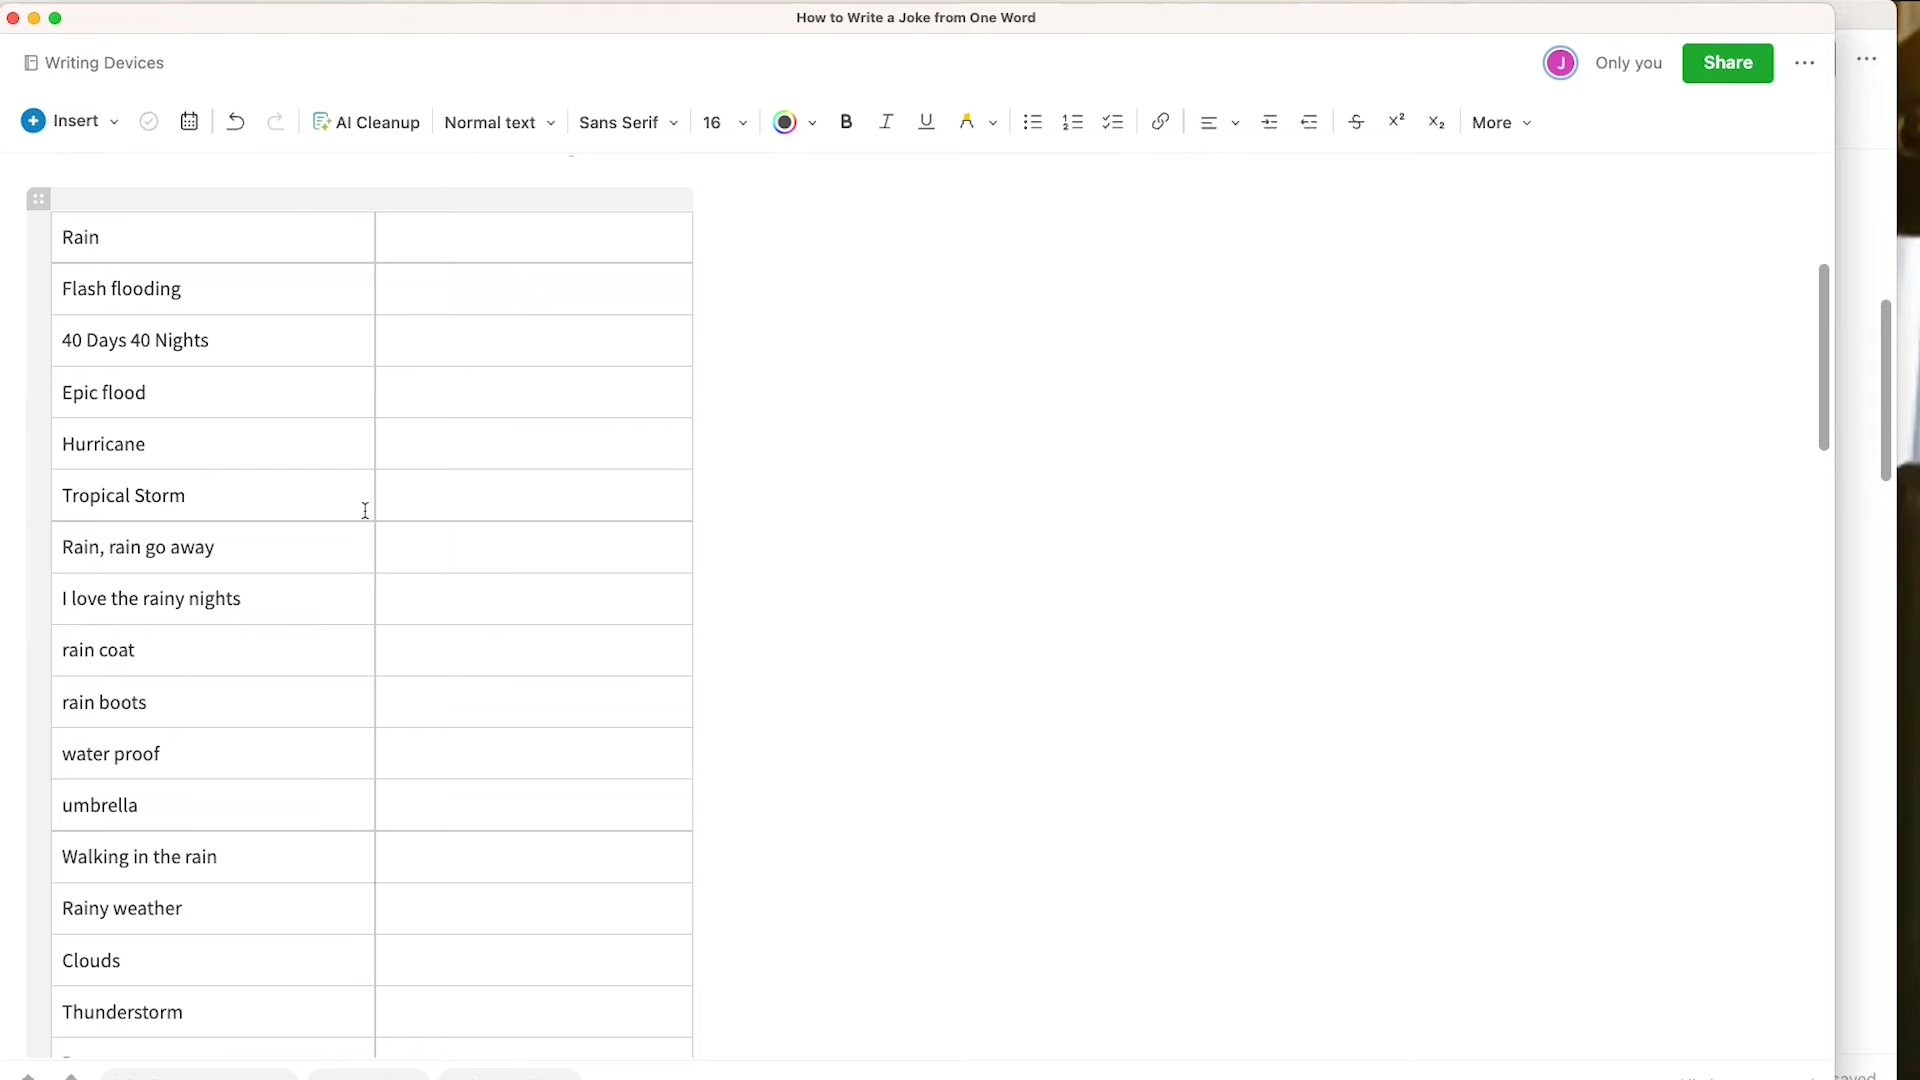 How to Write a Joke from One Word
Writing Devices
J
Only you
Share
Insert
AI Cleanup
Normal text
Sans Serif
16
B
I
U
A
S
X²
X₂
More
Rain
Flash flooding
40 Days 40 Nights
Epic flood
Hurricane
Tropical Storm
Rain, rain go away
I love the rainy nights
rain coat
rain boots
water proof
umbrella
Walking in the rain
Rainy weather
Clouds
Thunderstorm